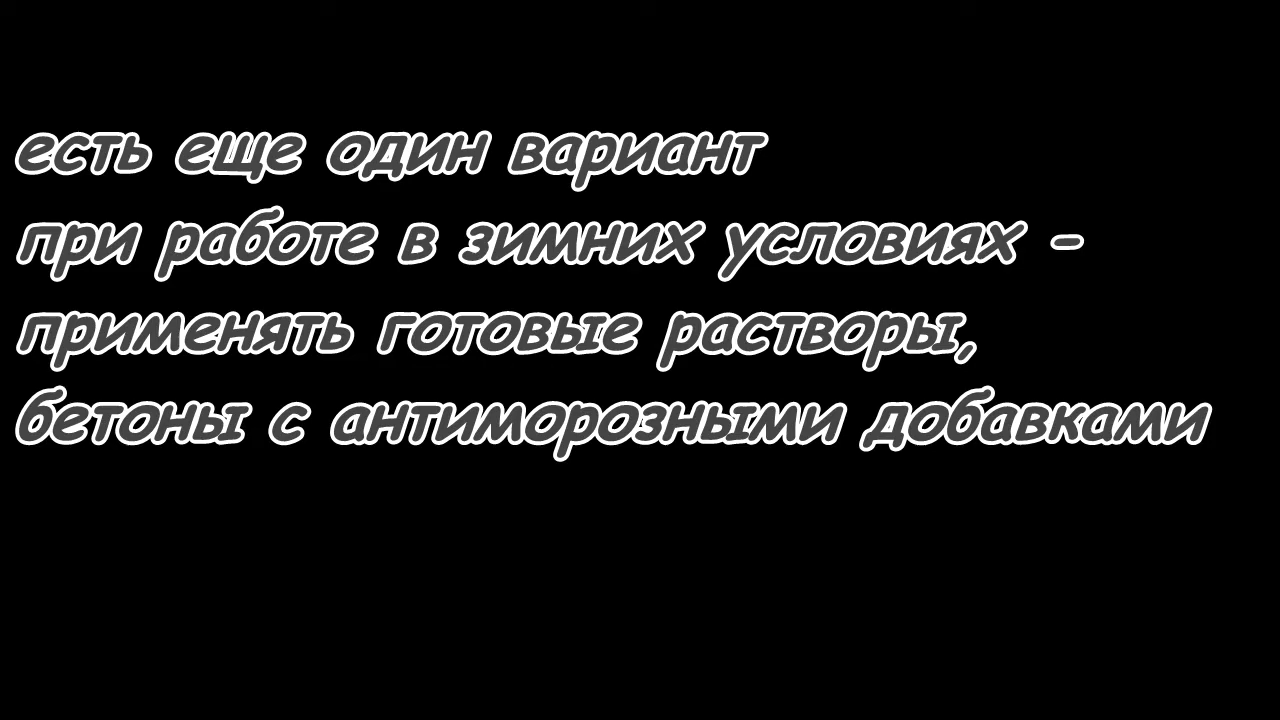 есть еще один вариант
при работе в зимних условиях -
применять готовые растворы,
бетоны с антиморозными добавками